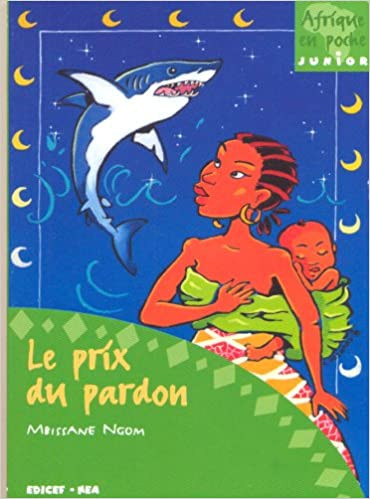 Afrique
en poche
JUNIOR
Le prix
du pardon
MBISSANE NGOM
EDICEF - NEA